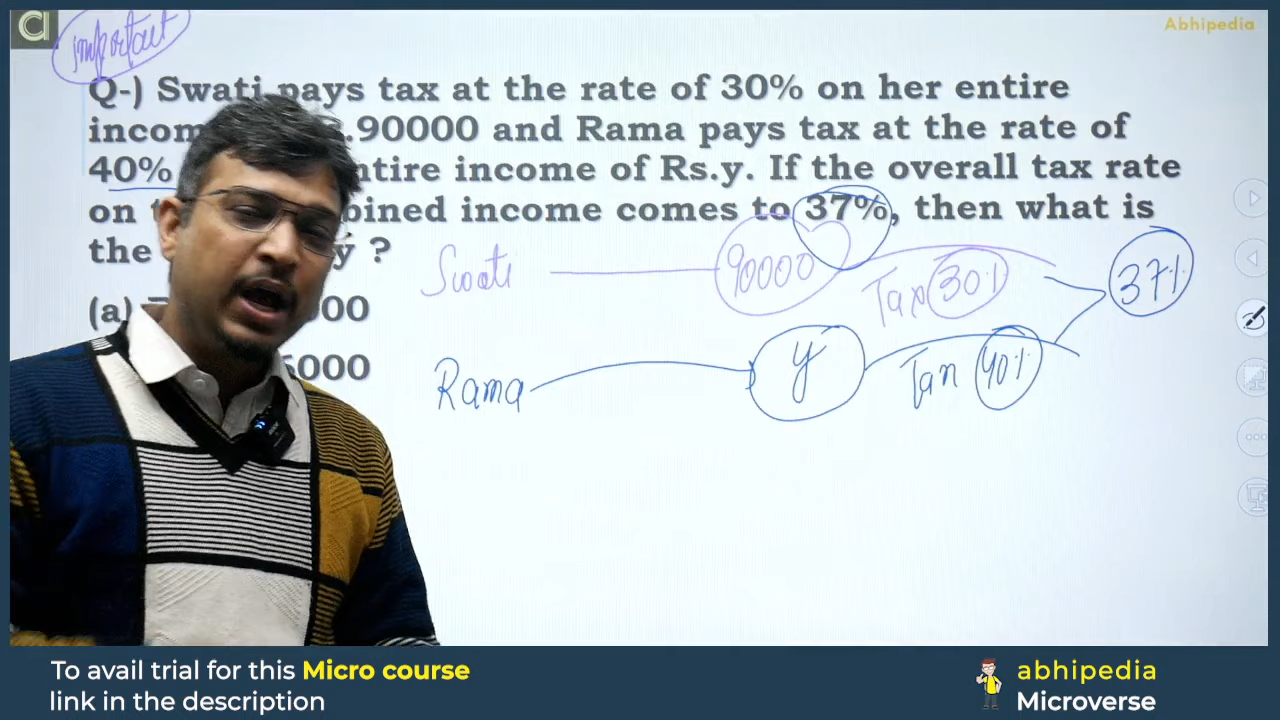 important
Abhipedia
Q-) Swati pays tax at the rate of 30% on her entire
incom .90000 and Rama pays tax at the rate of
40% ntire income of Rs.y. If the overall tax rate
on bined income comes to 37%, then what is
the y ?
Swati 90000 Tax 30% 37%
(a) 00
6000
Rama y Tax 40%
To avail trial for this Micro course
link in the description
abhipedia
Microverse